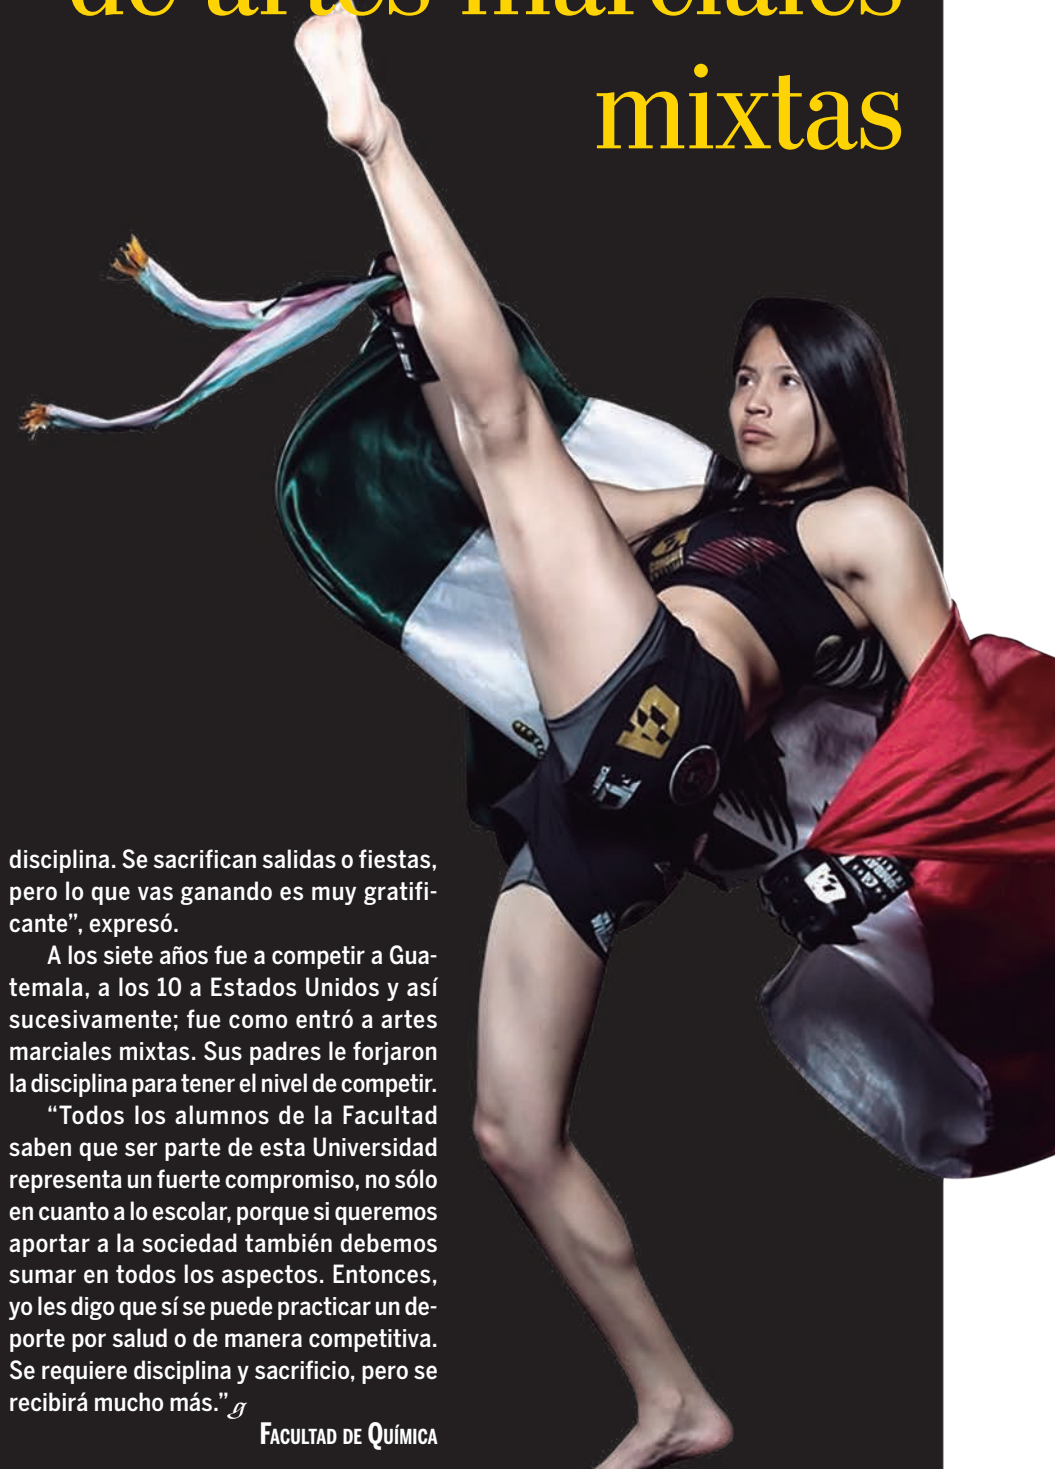 de artes marciales
mixtas
disciplina. Se sacrifican salidas o fiestas,
pero lo que vas ganando es muy gratifi-
cante”, expresó.
A los siete años fue a competir a Gua-
temala, a los 10 a Estados Unidos y así
sucesivamente; fue como entró a artes
marciales mixtas. Sus padres le forjaron
la disciplina para tener el nivel de competir.
“Todos los alumnos de la Facultad
saben que ser parte de esta Universidad
representa un fuerte compromiso, no sólo
en cuanto a lo escolar, porque si queremos
aportar a la sociedad también debemos
sumar en todos los aspectos. Entonces,
yo les digo que sí se puede practicar un de-
porte por salud o de manera competitiva.
Se requiere disciplina y sacrificio, pero se
recibirá mucho más.” g
FACULTAD DE QUÍMICA